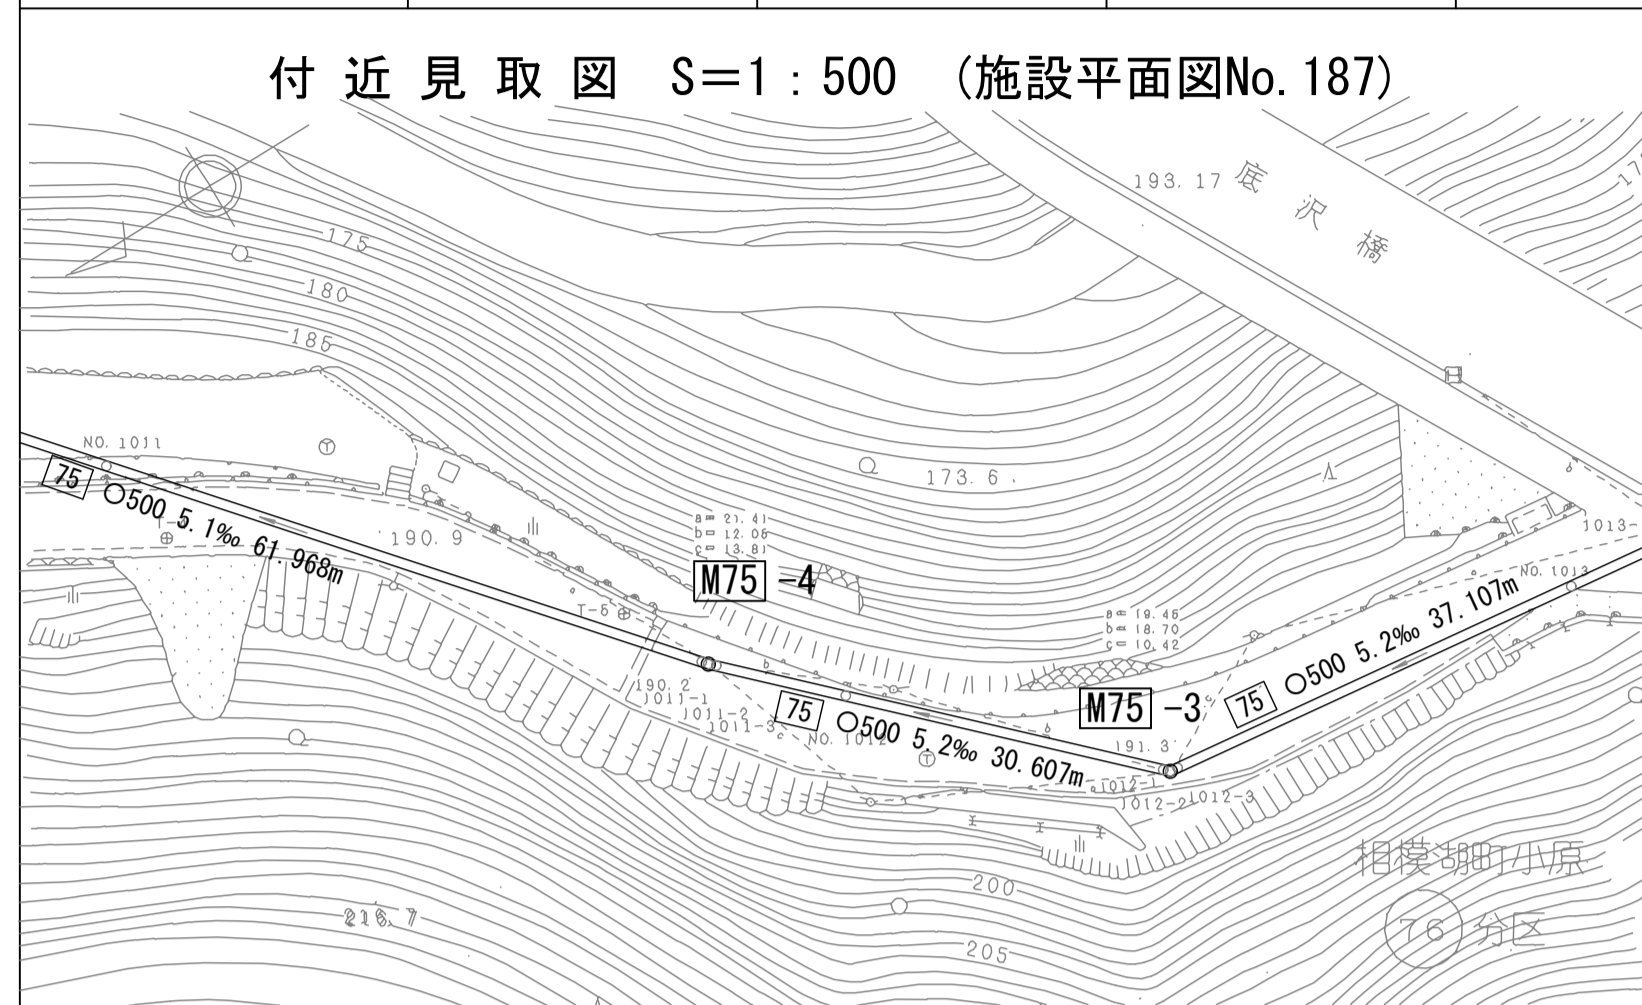 付近見取図 S=1:500 (施設平面図No.187)
193.17
底沢橋
175
180
185
NO. 1011
75
○500 5.1‰ 61.968m
190.9
173.6
a= 21.41
b= 12.06
c= 13.81
M75 -4
T-5
a= 19.45
b= 18.70
c= 10.42
M75 -3
1013-
NO. 1013
75
○500 5.2‰ 37.107m
190.2
1011-1
1011-2
1011-3
75
○500 5.2‰ 30.607m
NO. 1012
191.3
1012-1
1012-2
1012-3
相模湖町小原
76 分区
200
205